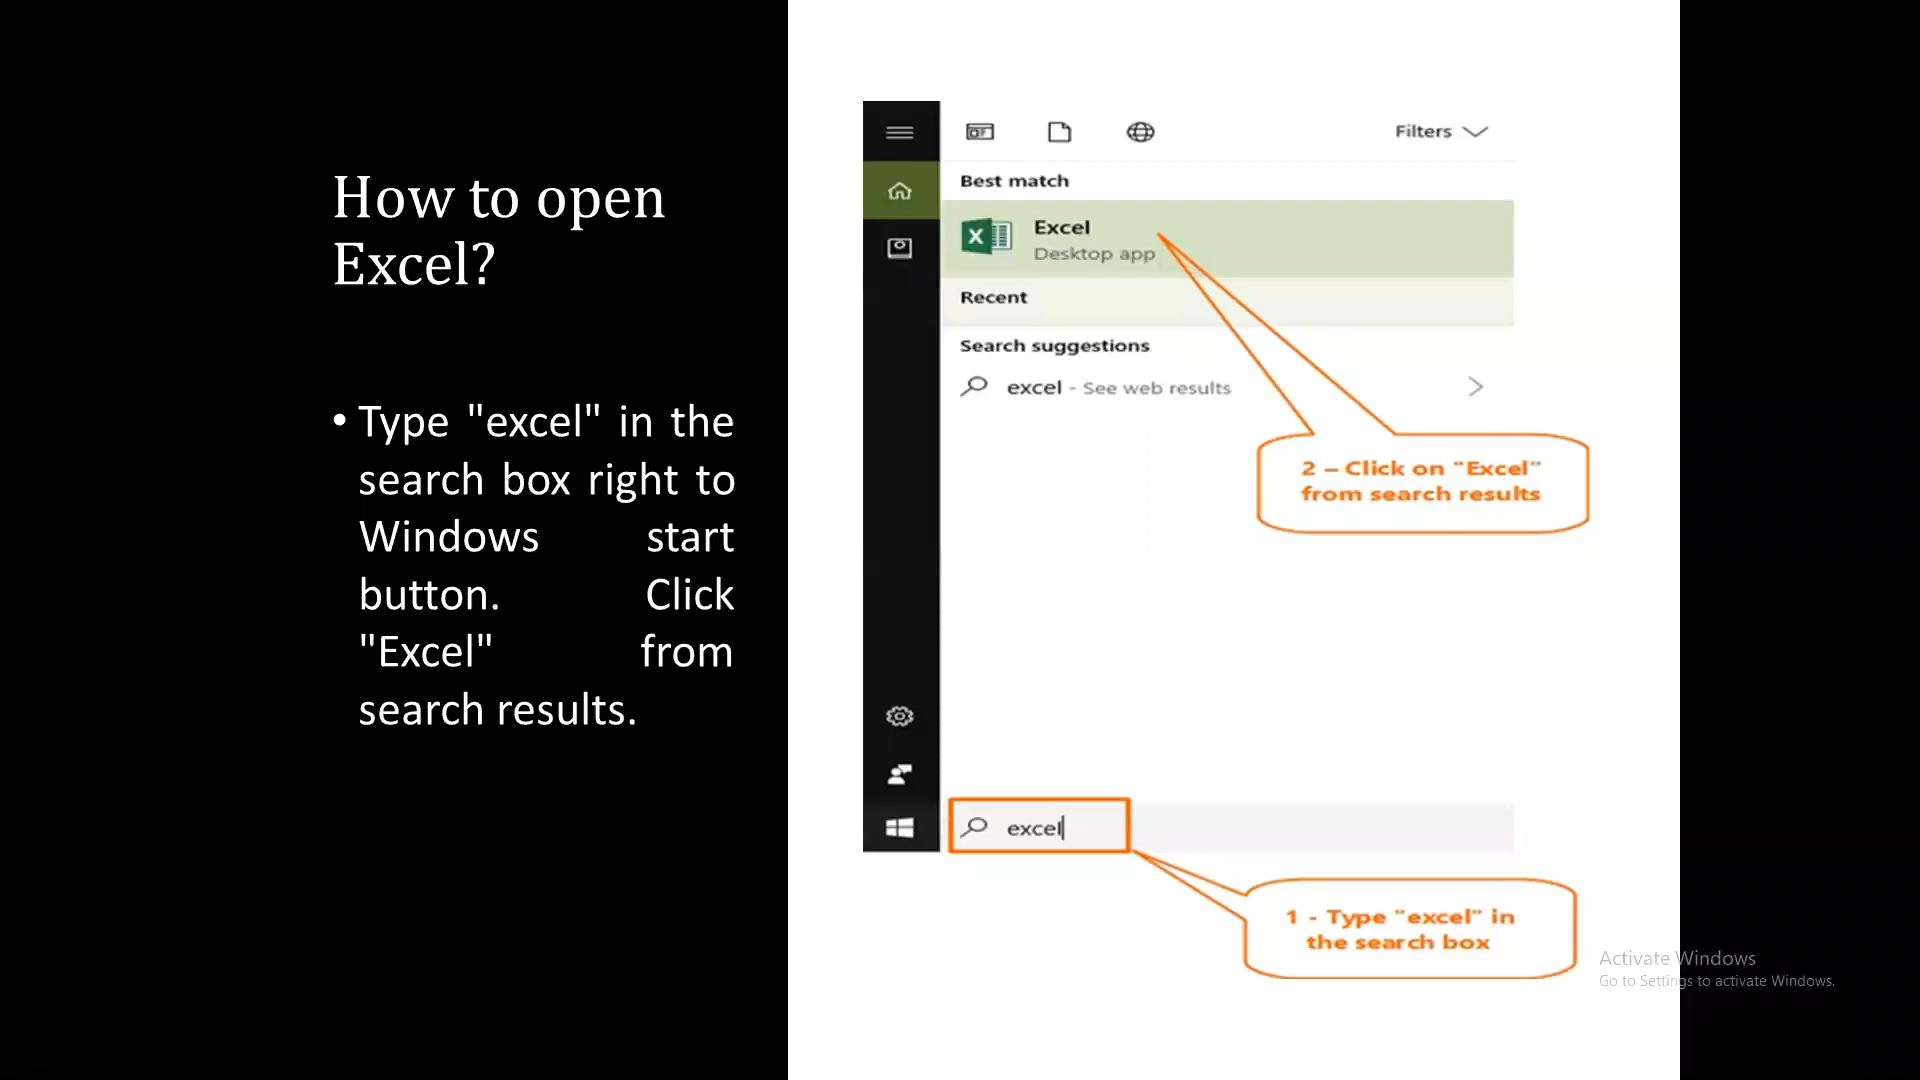 How to open
Excel?
• Type "excel" in the
search box right to
Windows start
button. Click
"Excel" from
search results.
Filters
Best match
Excel
Desktop app
Recent
Search suggestions
excel - See web results
2 – Click on "Excel"
from search results
excel
1 - Type "excel" in
the search box
Activate Windows
Go to Settings to activate Windows.